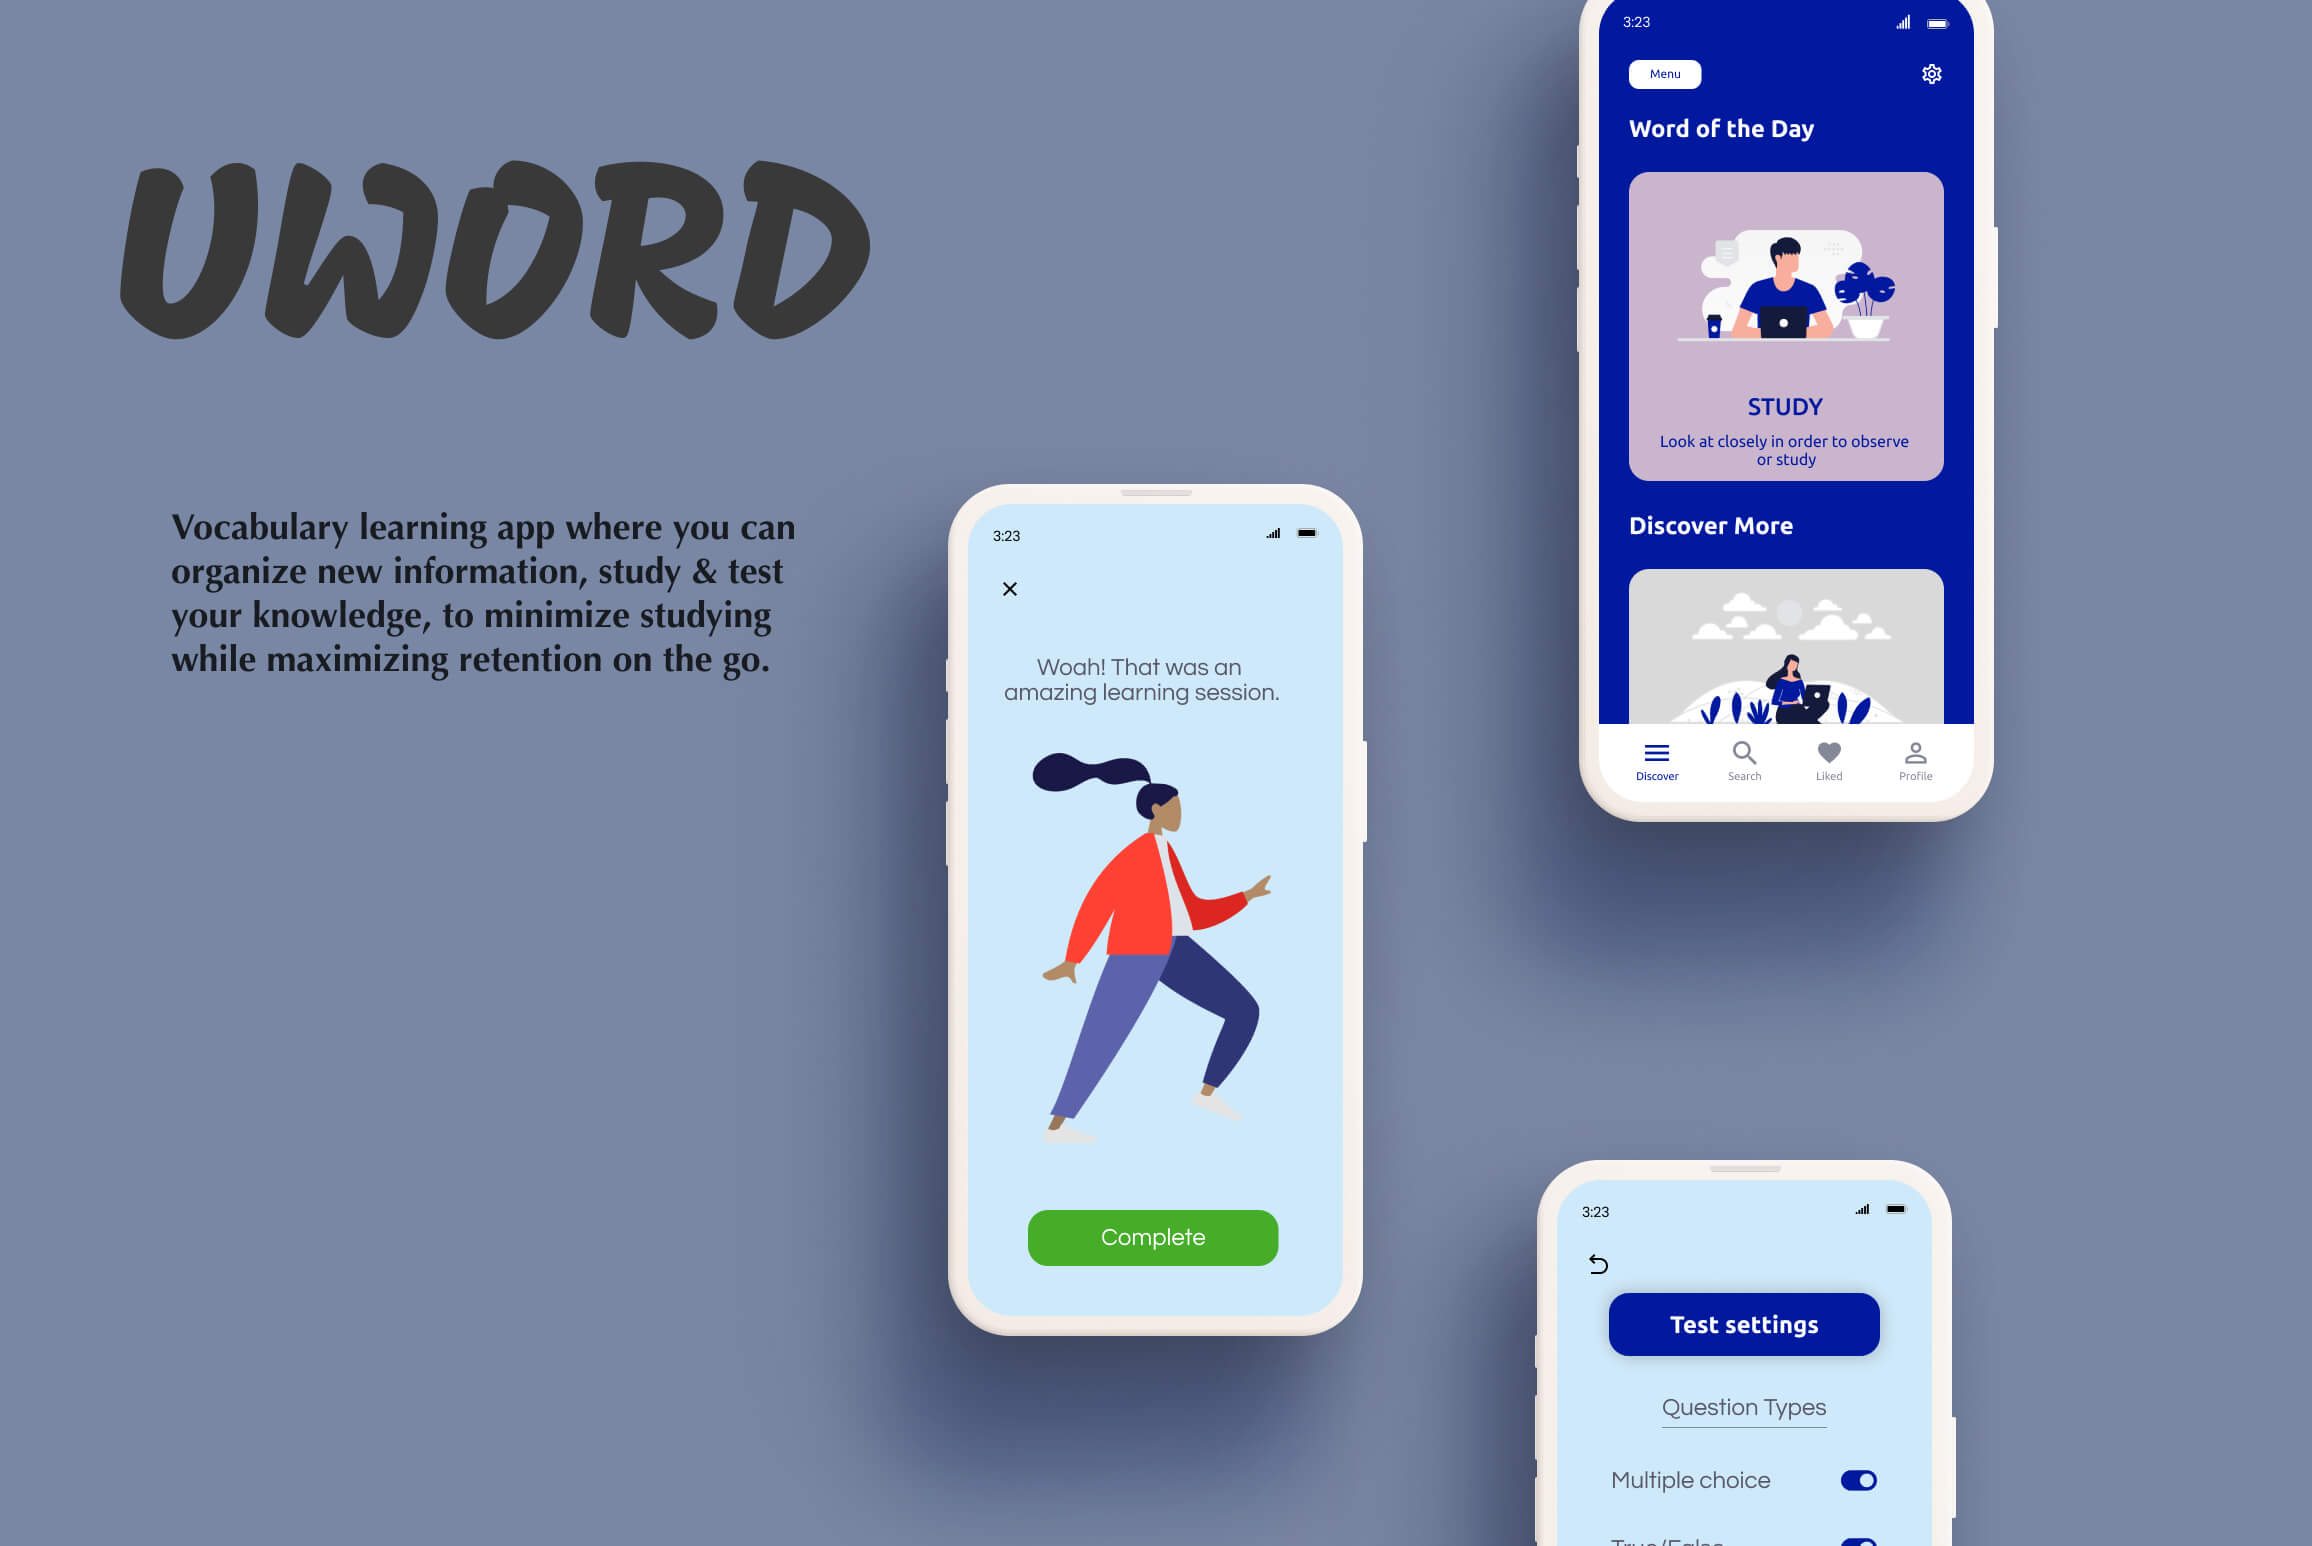 UWORD
Vocabulary learning app where you can
organize new information, study & test
your knowledge, to minimize studying
while maximizing retention on the go.
3:23
Woah! That was an
amazing learning session.
Complete
3:23
Menu
Word of the Day
STUDY
Look at closely in order to observe
or study
Discover More
Discover Search Liked Profile
3:23
Test settings
Question Types
Multiple choice
True/False